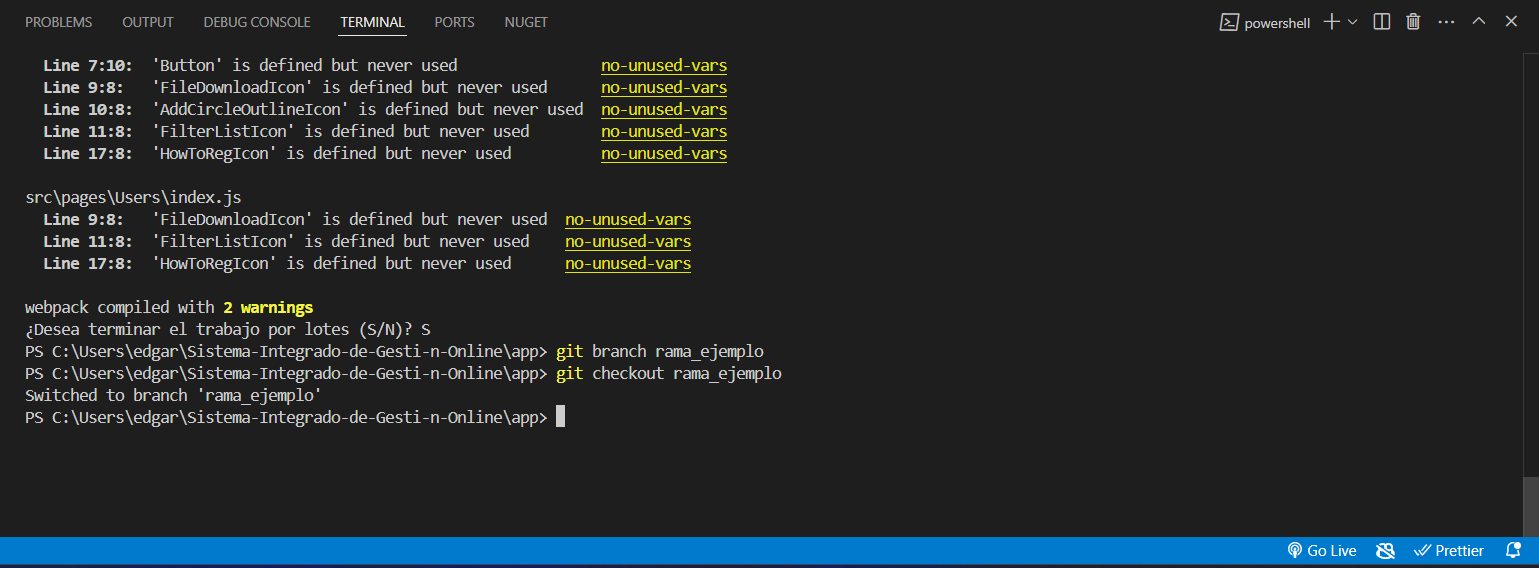 PROBLEMS OUTPUT DEBUG CONSOLE TERMINAL PORTS NUGET powershell
Line 7:10: 'Button' is defined but never used no-unused-vars
Line 9:8: 'FileDownloadIcon' is defined but never used no-unused-vars
Line 10:8: 'AddCircleOutlineIcon' is defined but never used no-unused-vars
Line 11:8: 'FilterListIcon' is defined but never used no-unused-vars
Line 17:8: 'HowToRegIcon' is defined but never used no-unused-vars
src\pages\Users\index.js
Line 9:8: 'FileDownloadIcon' is defined but never used no-unused-vars
Line 11:8: 'FilterListIcon' is defined but never used no-unused-vars
Line 17:8: 'HowToRegIcon' is defined but never used no-unused-vars
webpack compiled with 2 warnings
¿Desea terminar el trabajo por lotes (S/N)? S
PS C:\Users\edgar\Sistema-Integrado-de-Gesti-n-Online\app> git branch rama_ejemplo
PS C:\Users\edgar\Sistema-Integrado-de-Gesti-n-Online\app> git checkout rama_ejemplo
Switched to branch 'rama_ejemplo'
PS C:\Users\edgar\Sistema-Integrado-de-Gesti-n-Online\app>
Go Live Prettier